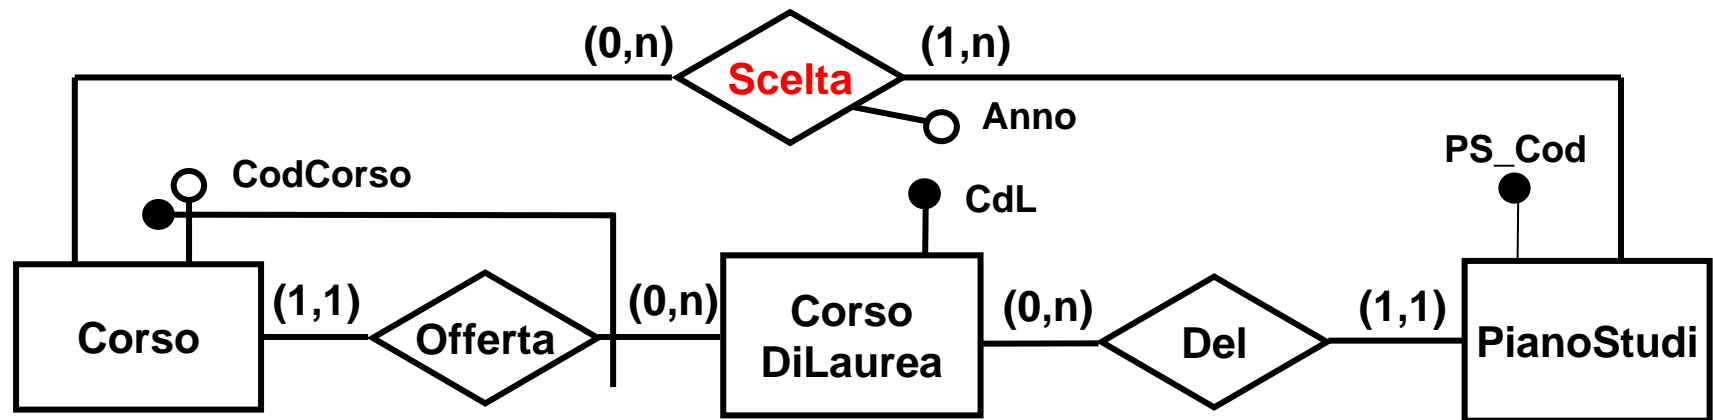 (0,n)
Scelta
(1,n)
Anno
CodCorso
CdL
PS_Cod
Corso
(1,1)
Offerta
(0,n)
Corso
DiLaurea
(0,n)
Del
(1,1)
PianoStudi